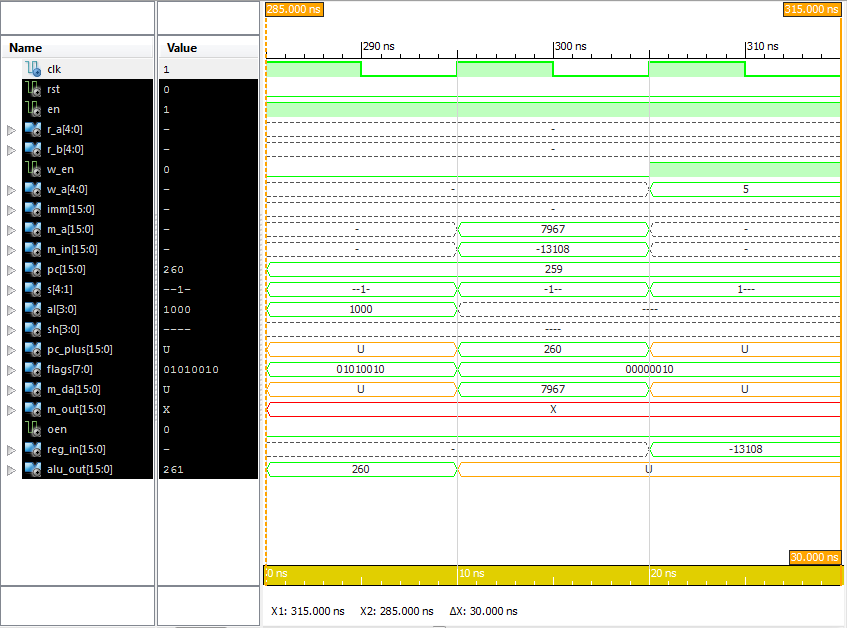 285.000 ns 315.000 ns
290 ns 300 ns 310 ns
Name Value
clk 1
rst 0
en 1
r_a[4:0] - -
r_b[4:0] - -
w_en 0
w_a[4:0] - - 5
imm[15:0] - -
m_a[15:0] - - 7967 -
m_in[15:0] - - -13108 -
pc[15:0] 260 259
s[4:1] --1- --1- -1-- 1---
al[3:0] 1000 1000 ----
sh[3:0] ---- ----
pc_plus[15:0] U U 260 U
flags[7:0] 01010010 01010010 00000010
m_da[15:0] U U 7967 U
m_out[15:0] X X
oen 0
reg_in[15:0] - - -13108
alu_out[15:0] 261 260 U
30.000 ns
0 ns 10 ns 20 ns
X1: 315.000 ns X2: 285.000 ns ΔX: 30.000 ns